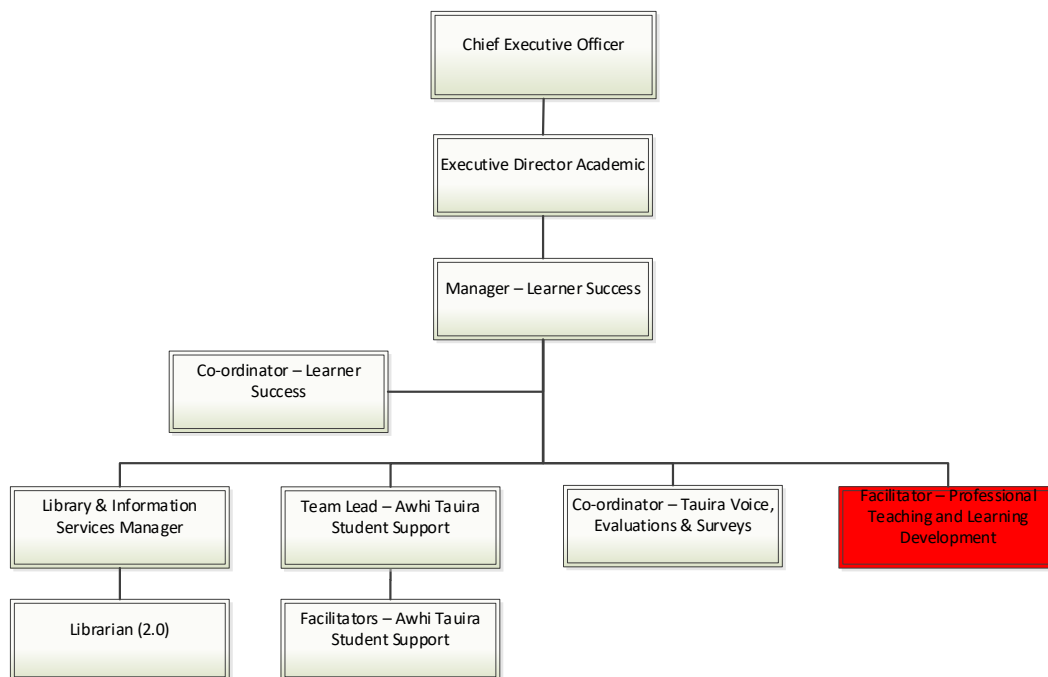 Chief Executive Officer
Executive Director Academic
Manager – Learner Success
Co-ordinator – Learner
Success
Library & Information
Services Manager
Team Lead – Awhi Tauira
Student Support
Co-ordinator – Tauira Voice,
Evaluations & Surveys
Facilitator – Professional
Teaching and Learning
Development
Librarian (2.0)
Facilitators – Awhi Tauira
Student Support